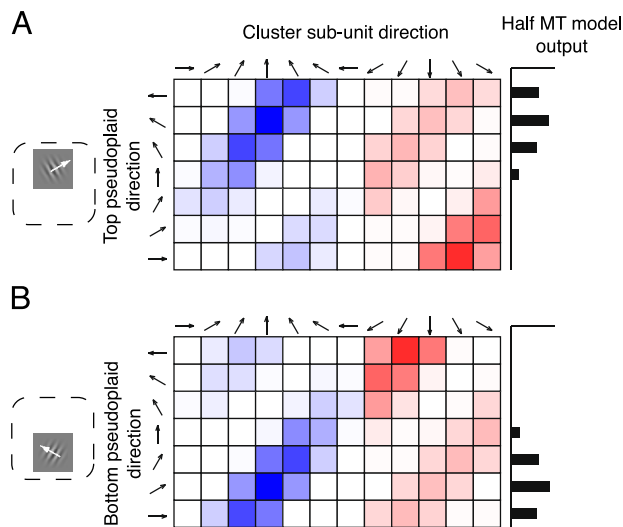 A
Cluster sub-unit direction
Half MT model
output
Top pseudoplaid
direction
B
Bottom pseudoplaid
direction